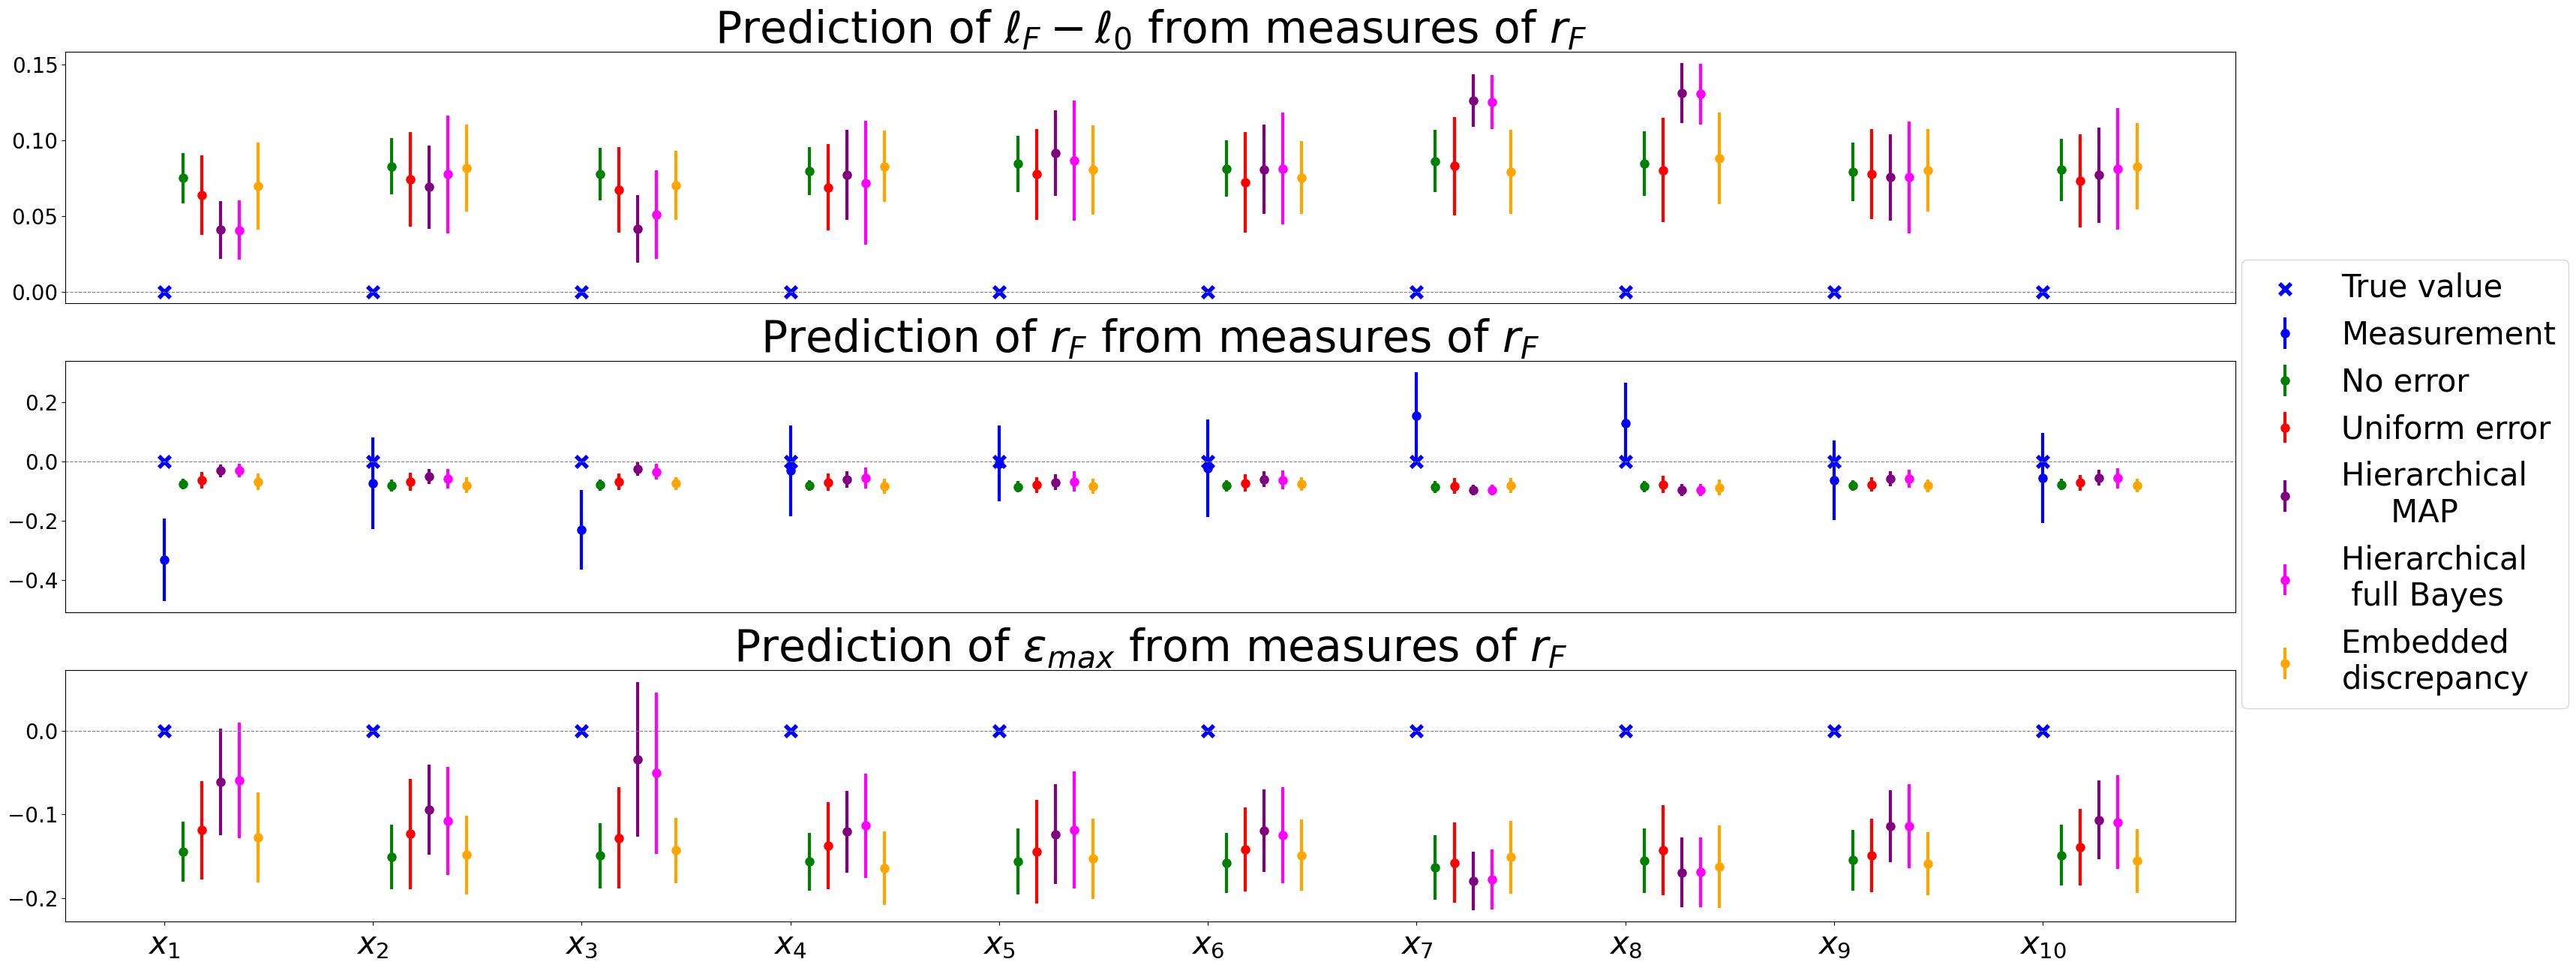 Prediction of ℓ_F − ℓ_0 from measures of r_F
0.15
0.10
0.05
0.00
Prediction of r_F from measures of r_F
0.2
0.0
−0.2
−0.4
Prediction of ε_max from measures of r_F
0.0
−0.1
−0.2
x_1 x_2 x_3 x_4 x_5 x_6 x_7 x_8 x_9 x_10
True value
Measurement
No error
Uniform error
Hierarchical
MAP
Hierarchical
full Bayes
Embedded
discrepancy